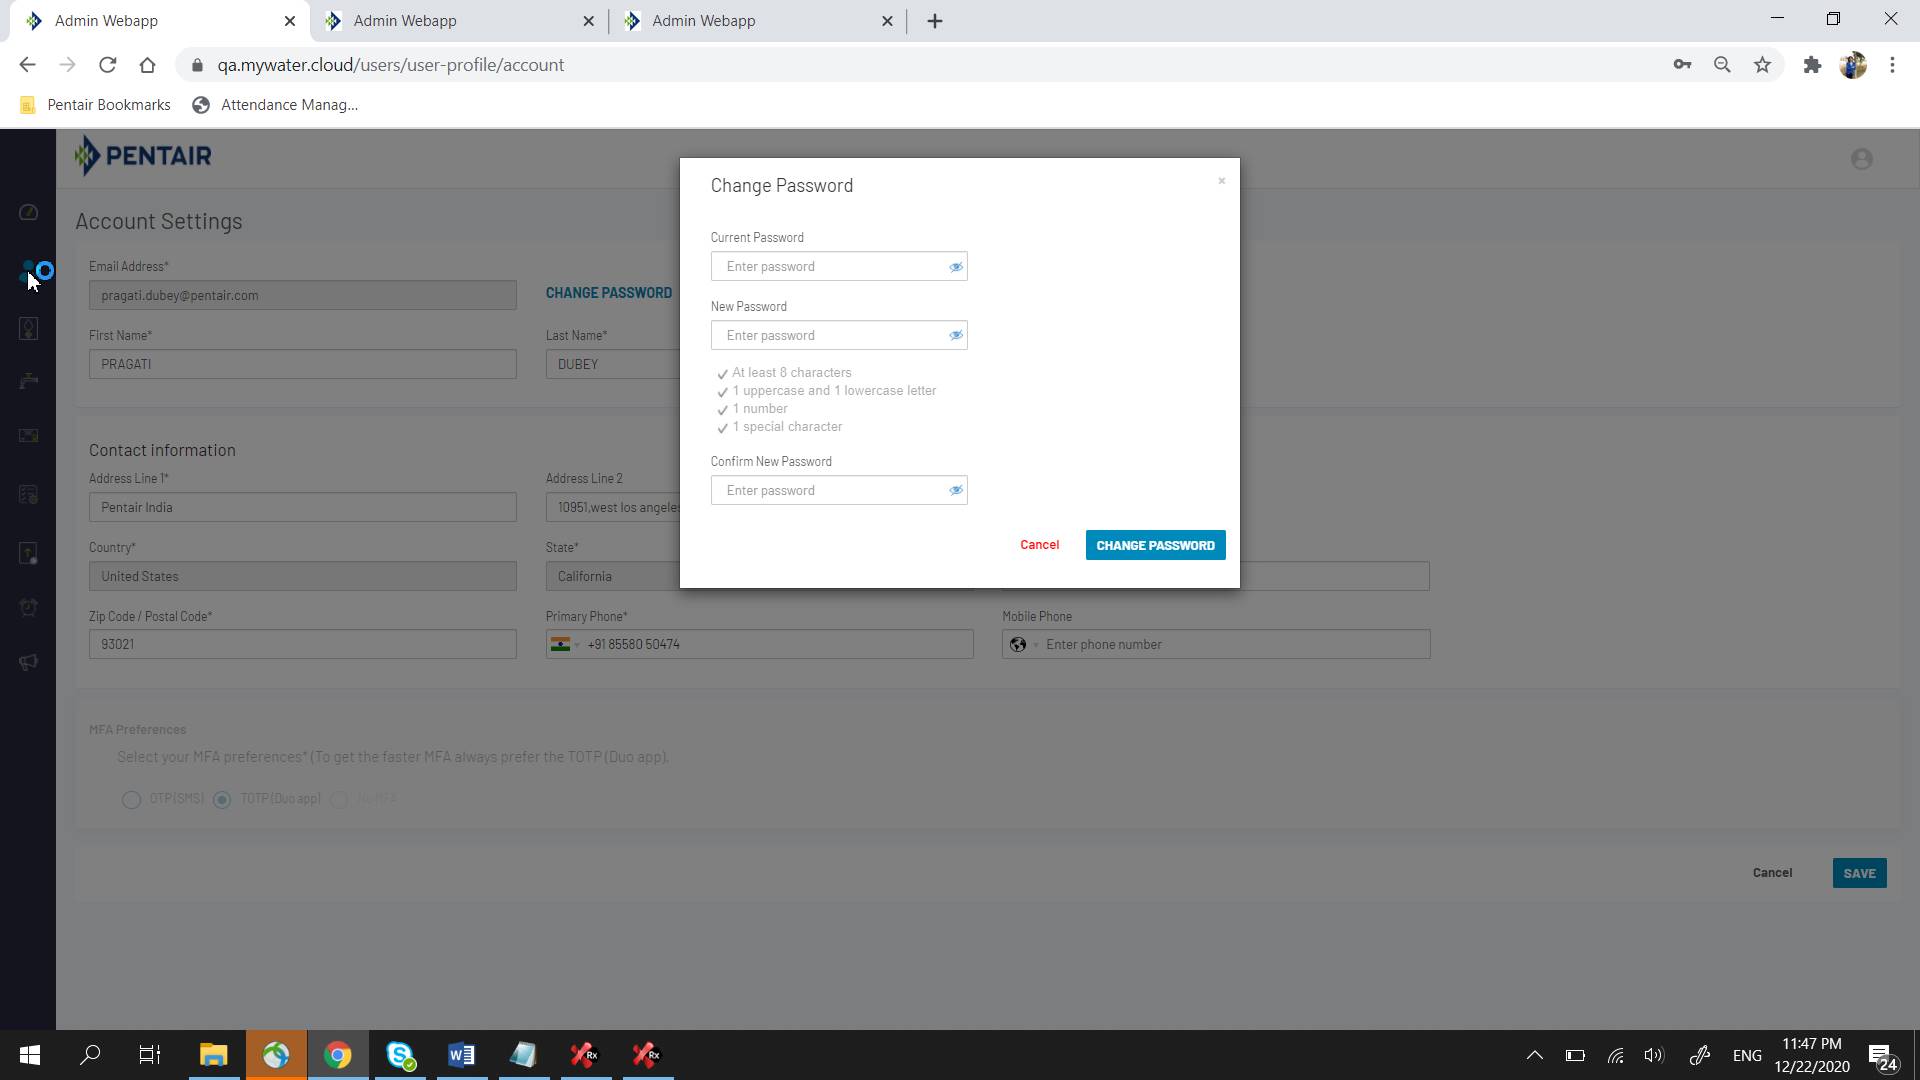 Admin Webapp
Admin Webapp
Admin Webapp
qa.mywater.cloud/users/user-profile/account
Pentair Bookmarks
Attendance Manag...
PENTAIR
Account Settings
Email Address*
pragati.dubey@pentair.com
CHANGE PASSWORD
First Name*
Last Name*
PRAGATI
DUBEY
Contact information
Address Line 1*
Address Line 2
Pentair India
10951,west los angeles
Country*
State*
United States
California
Zip Code / Postal Code*
Primary Phone*
Mobile Phone
93021
+91 85580 50474
Enter phone number
MFA Preferences
Select your MFA preferences* (To get the faster MFA always prefer the TOTP (Duo app).
OTP(SMS)
TOTP(Duo app)
No MFA
Cancel
SAVE
Change Password
Current Password
Enter password
New Password
Enter password
At least 8 characters
1 uppercase and 1 lowercase letter
1 number
1 special character
Confirm New Password
Enter password
Cancel
CHANGE PASSWORD
Rx
Rx
ENG
11:47 PM
12/22/2020
24